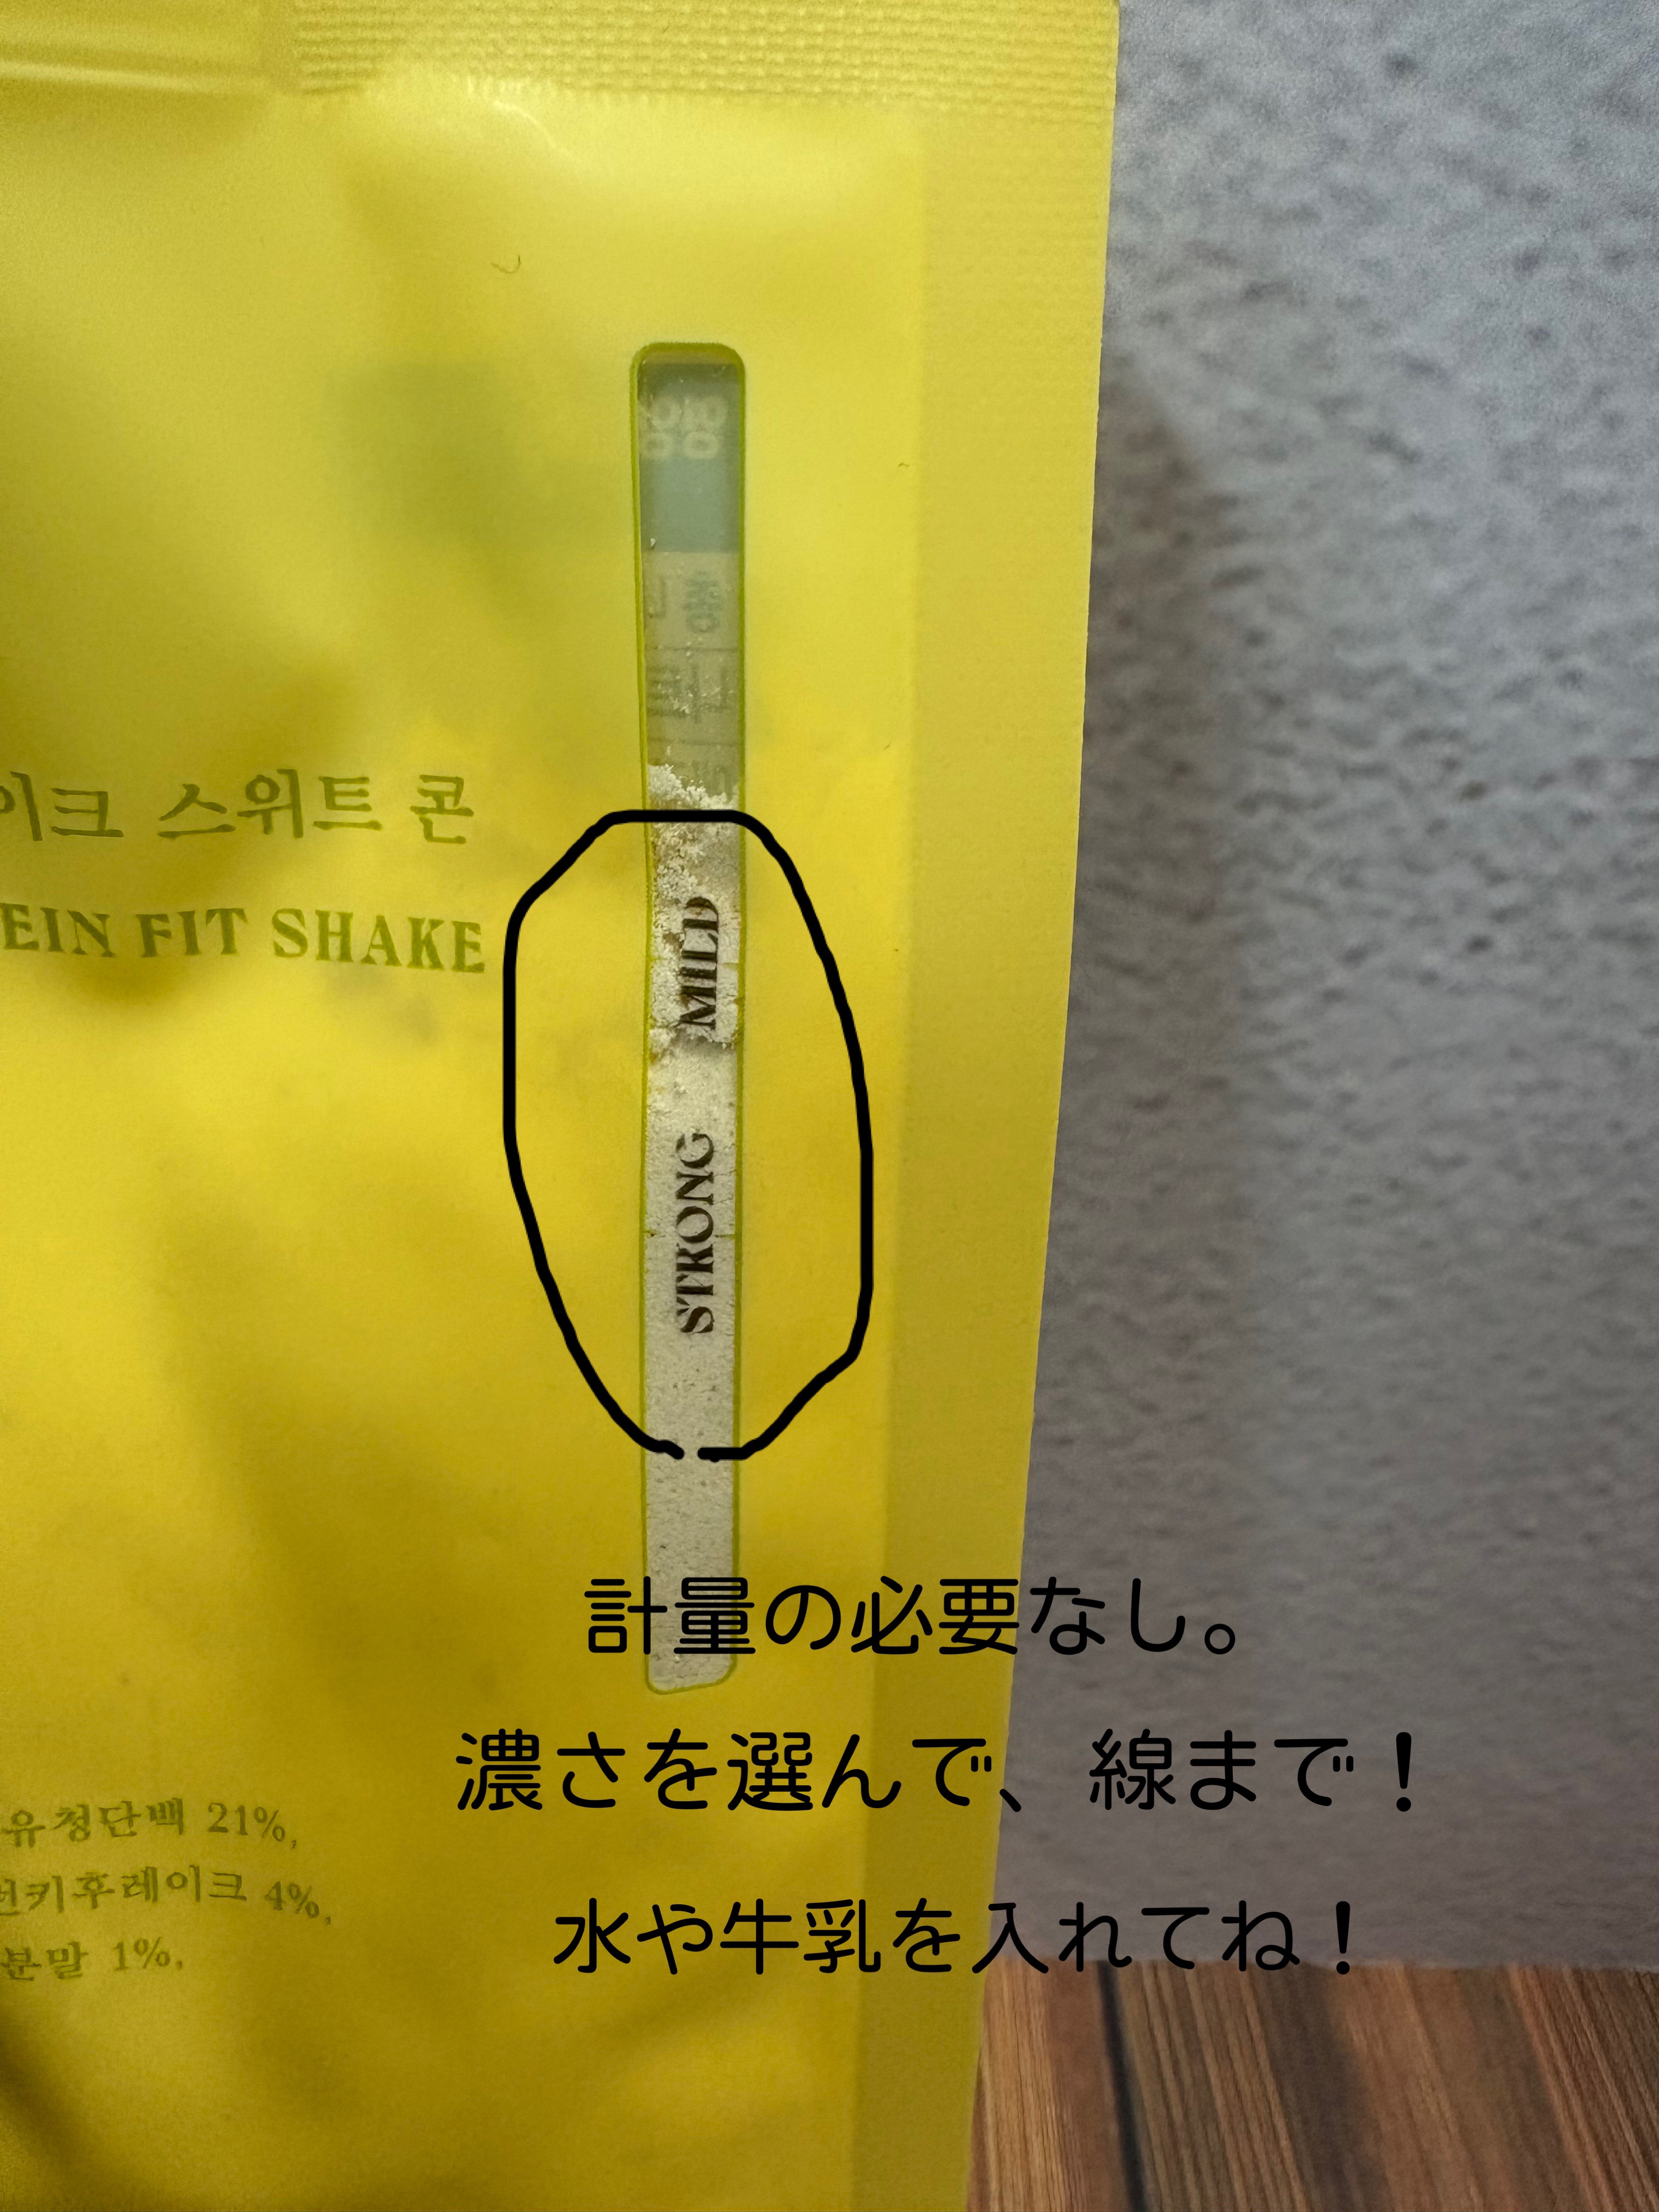 이크 스위트 콘
EIN FIT SHAKE
MILD
STRONG
유청단백 21%,
키후레이크 4%,
분말 1%,
計量の必要なし。
濃さを選んで、線まで！
水や牛乳を入れてね！